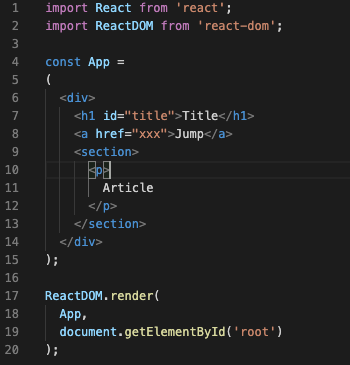 1 import React from 'react';
2 import ReactDOM from 'react-dom';
3
4 const App =
5 (
6 <div>
7 <h1 id="title">Title</h1>
8 <a href="xxx">Jump</a>
9 <section>
10 <p>
11 Article
12 </p>
13 </section>
14 </div>
15 );
16
17 ReactDOM.render(
18 App,
19 document.getElementById('root')
20 );